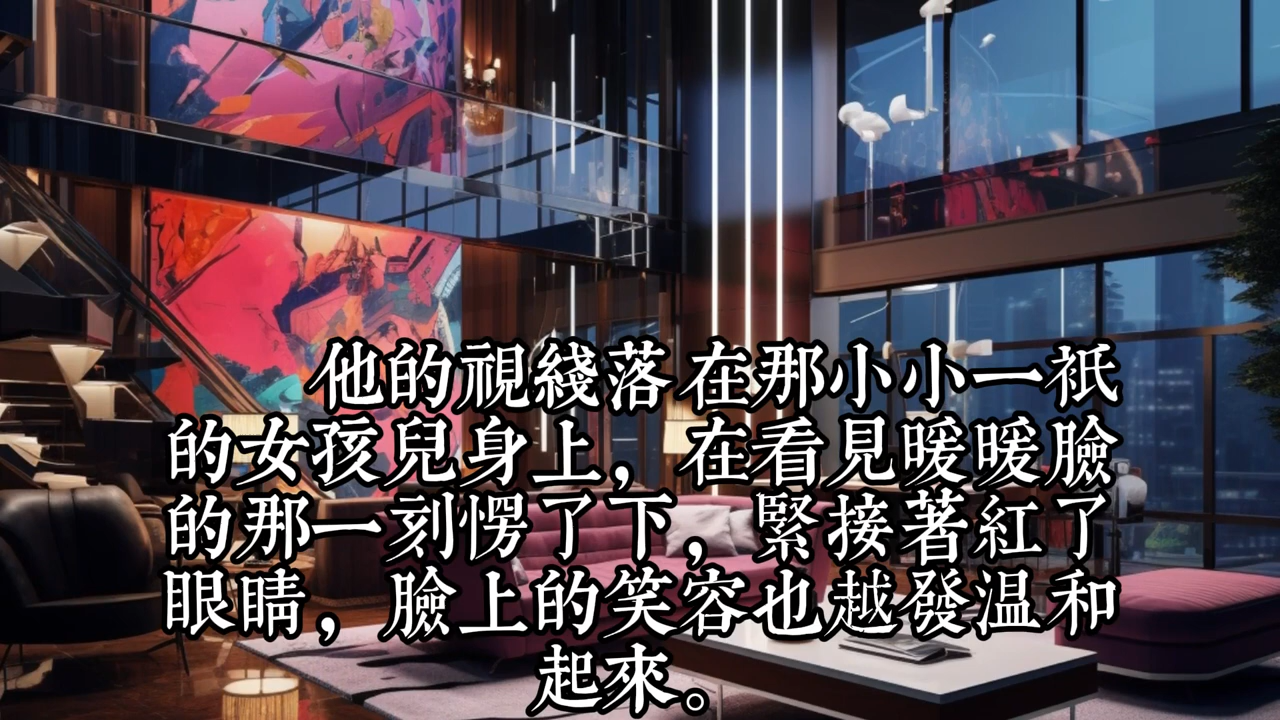 他的視綫落在那小小一衹
的女孩兒身上，在看見暖暖臉
的那一刻愣了下，緊接著紅了
眼睛，臉上的笑容也越發温和
起來。